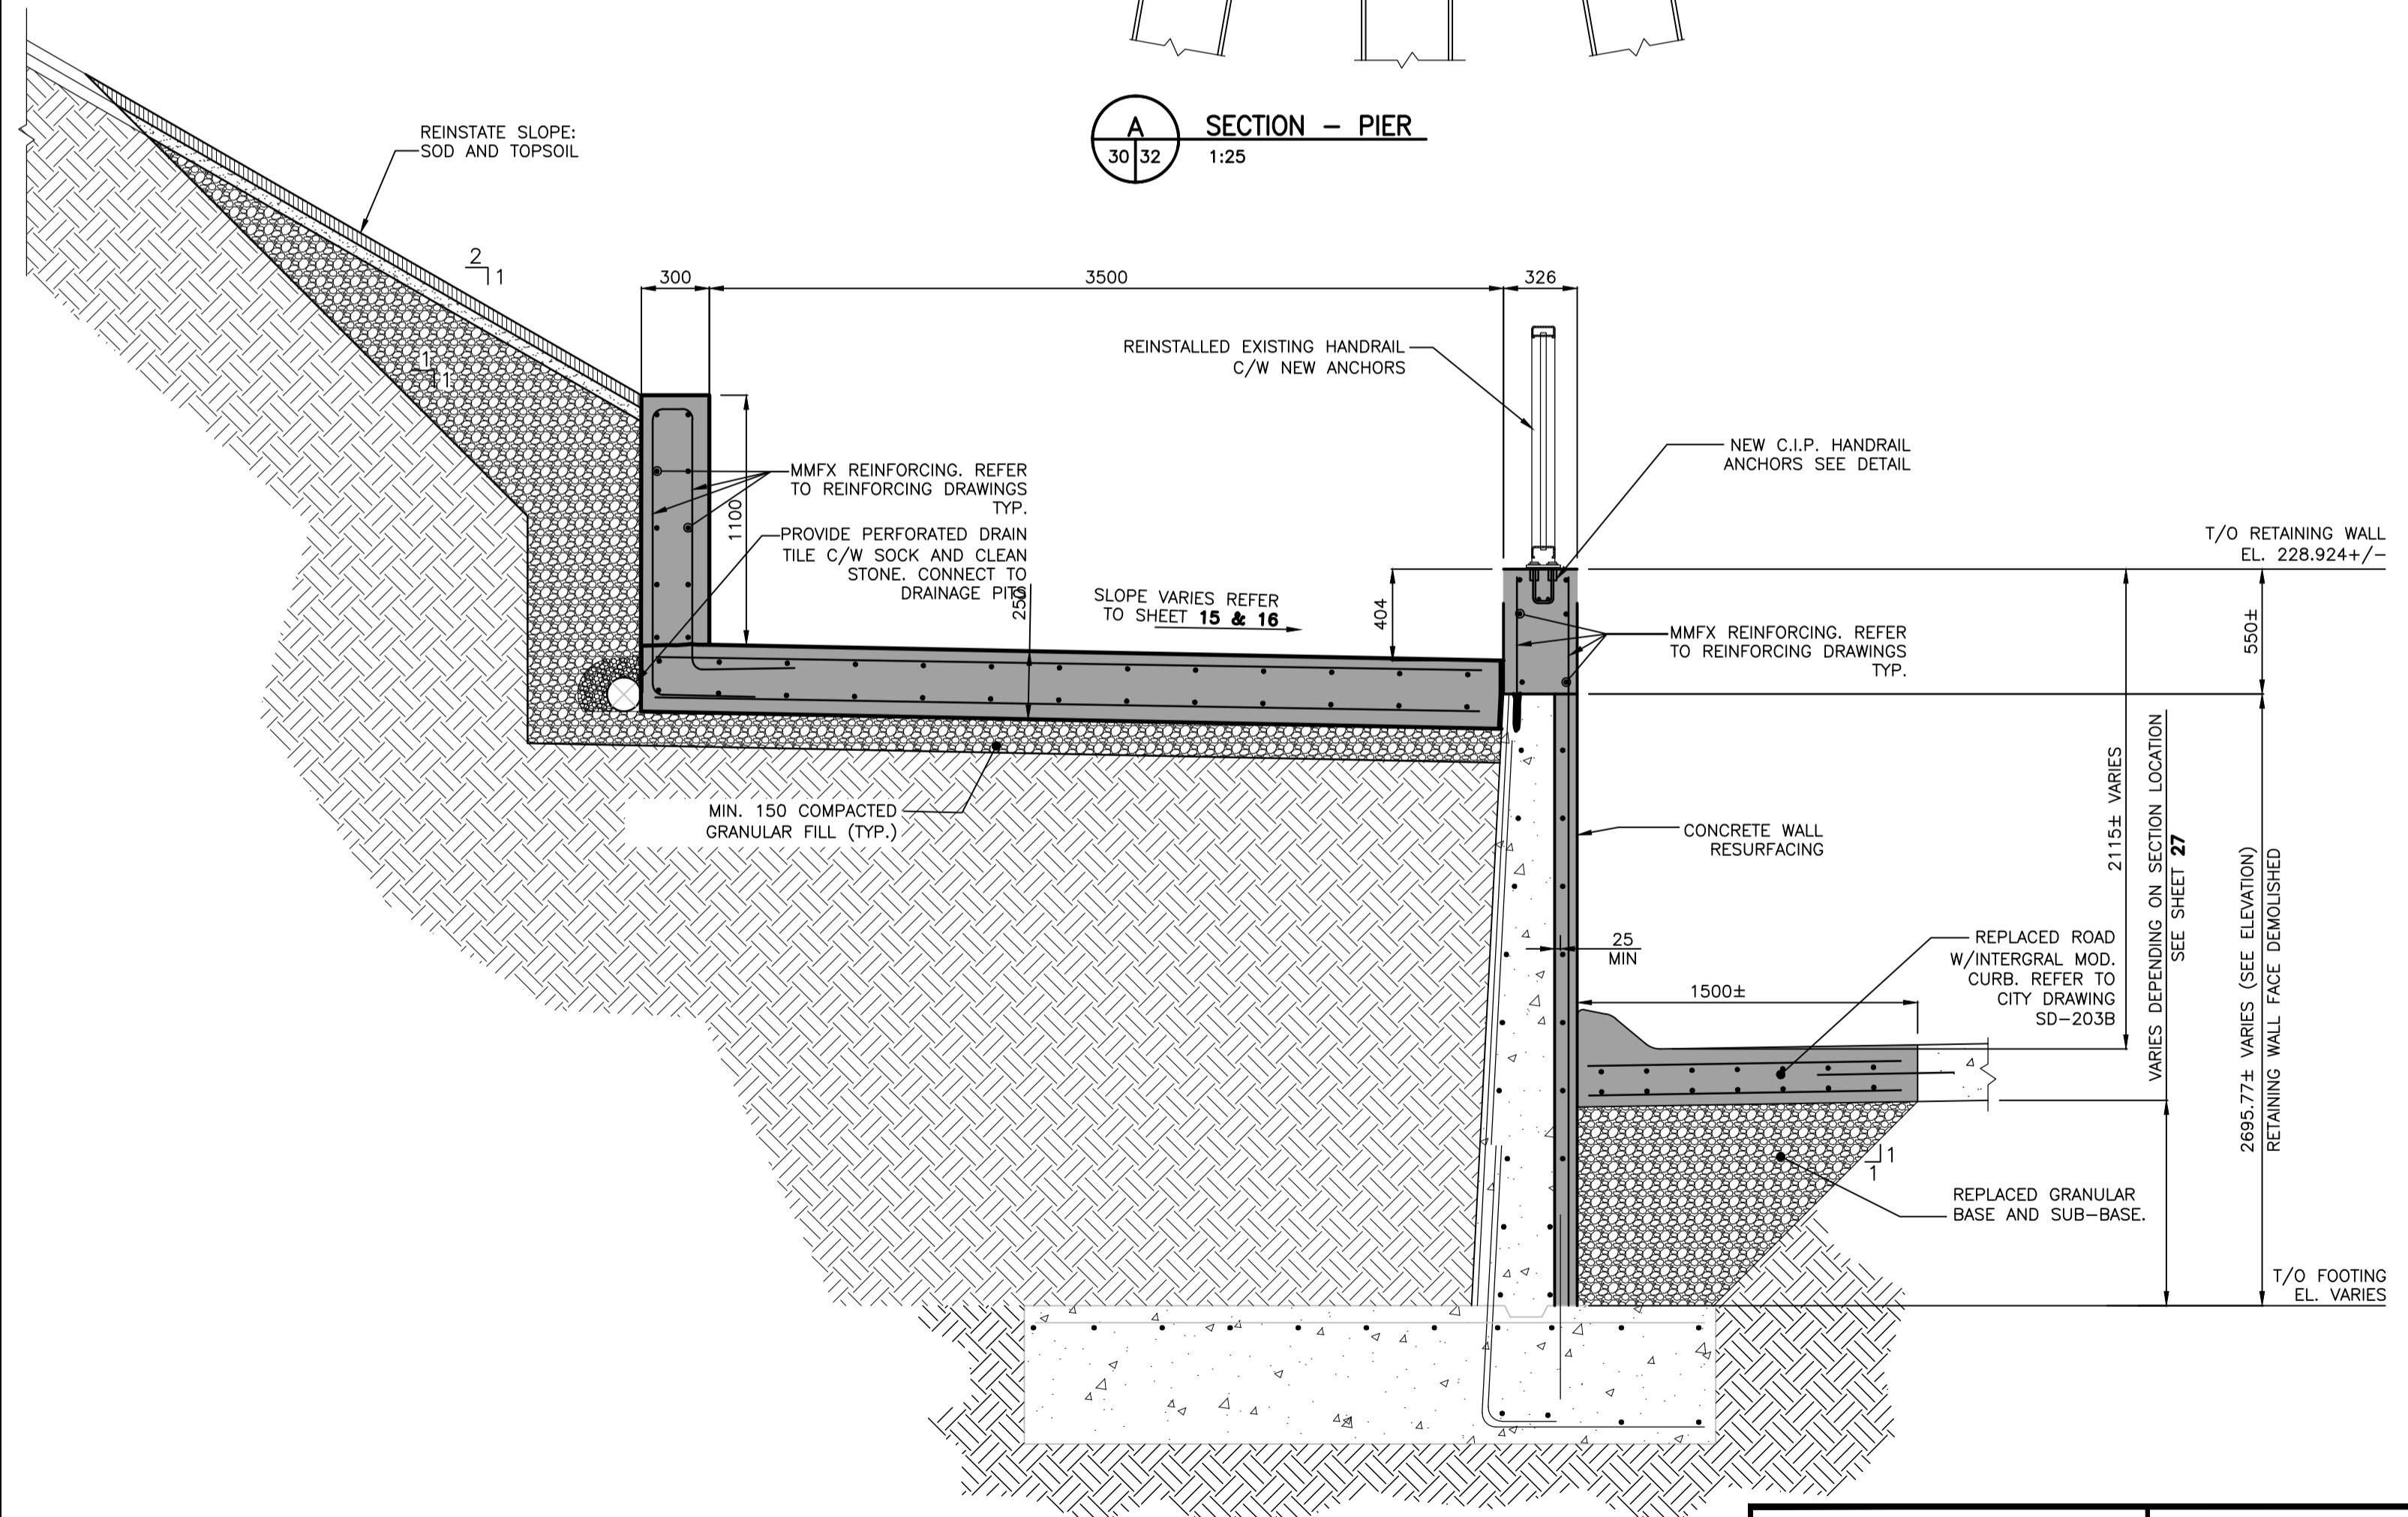 A
30 32
SECTION – PIER
1:25
REINSTATE SLOPE:
SOD AND TOPSOIL
2
1
1
1
300
3500
326
REINSTALLED EXISTING HANDRAIL
C/W NEW ANCHORS
NEW C.I.P. HANDRAIL
ANCHORS SEE DETAIL
MMFX REINFORCING. REFER
TO REINFORCING DRAWINGS
TYP.
1100
PROVIDE PERFORATED DRAIN
TILE C/W SOCK AND CLEAN
STONE. CONNECT TO
DRAINAGE PITS
250
SLOPE VARIES REFER
TO SHEET 15 & 16
404
T/O RETAINING WALL
EL. 228.924+/-
550±
MMFX REINFORCING. REFER
TO REINFORCING DRAWINGS
TYP.
MIN. 150 COMPACTED
GRANULAR FILL (TYP.)
CONCRETE WALL
RESURFACING
2115± VARIES
VARIES DEPENDING ON SECTION LOCATION
SEE SHEET 27
2695.77± VARIES (SEE ELEVATION)
RETAINING WALL FACE DEMOLISHED
25
MIN
1500±
REPLACED ROAD
W/INTERGRAL MOD.
CURB. REFER TO
CITY DRAWING
SD-203B
1
1
REPLACED GRANULAR
BASE AND SUB-BASE.
T/O FOOTING
EL. VARIES